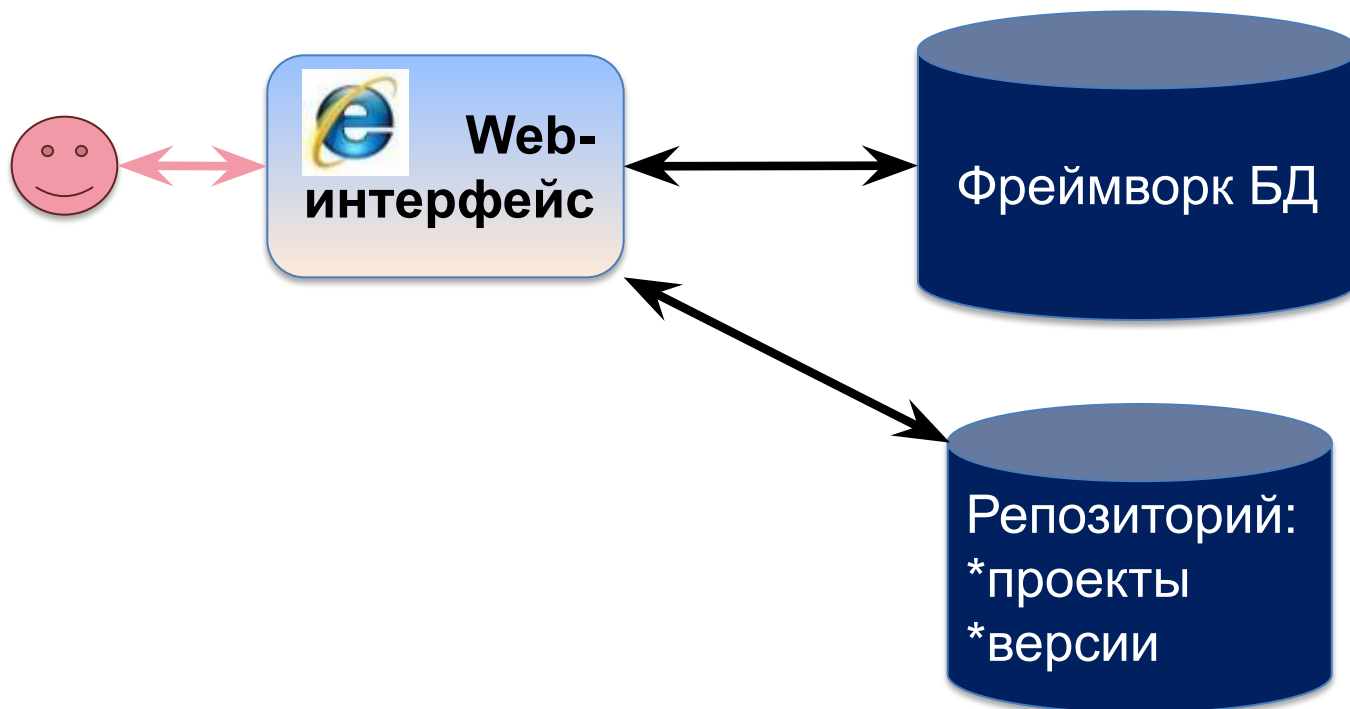 Web-
интерфейс
Фреймворк БД
Репозиторий:
*проекты
*версии